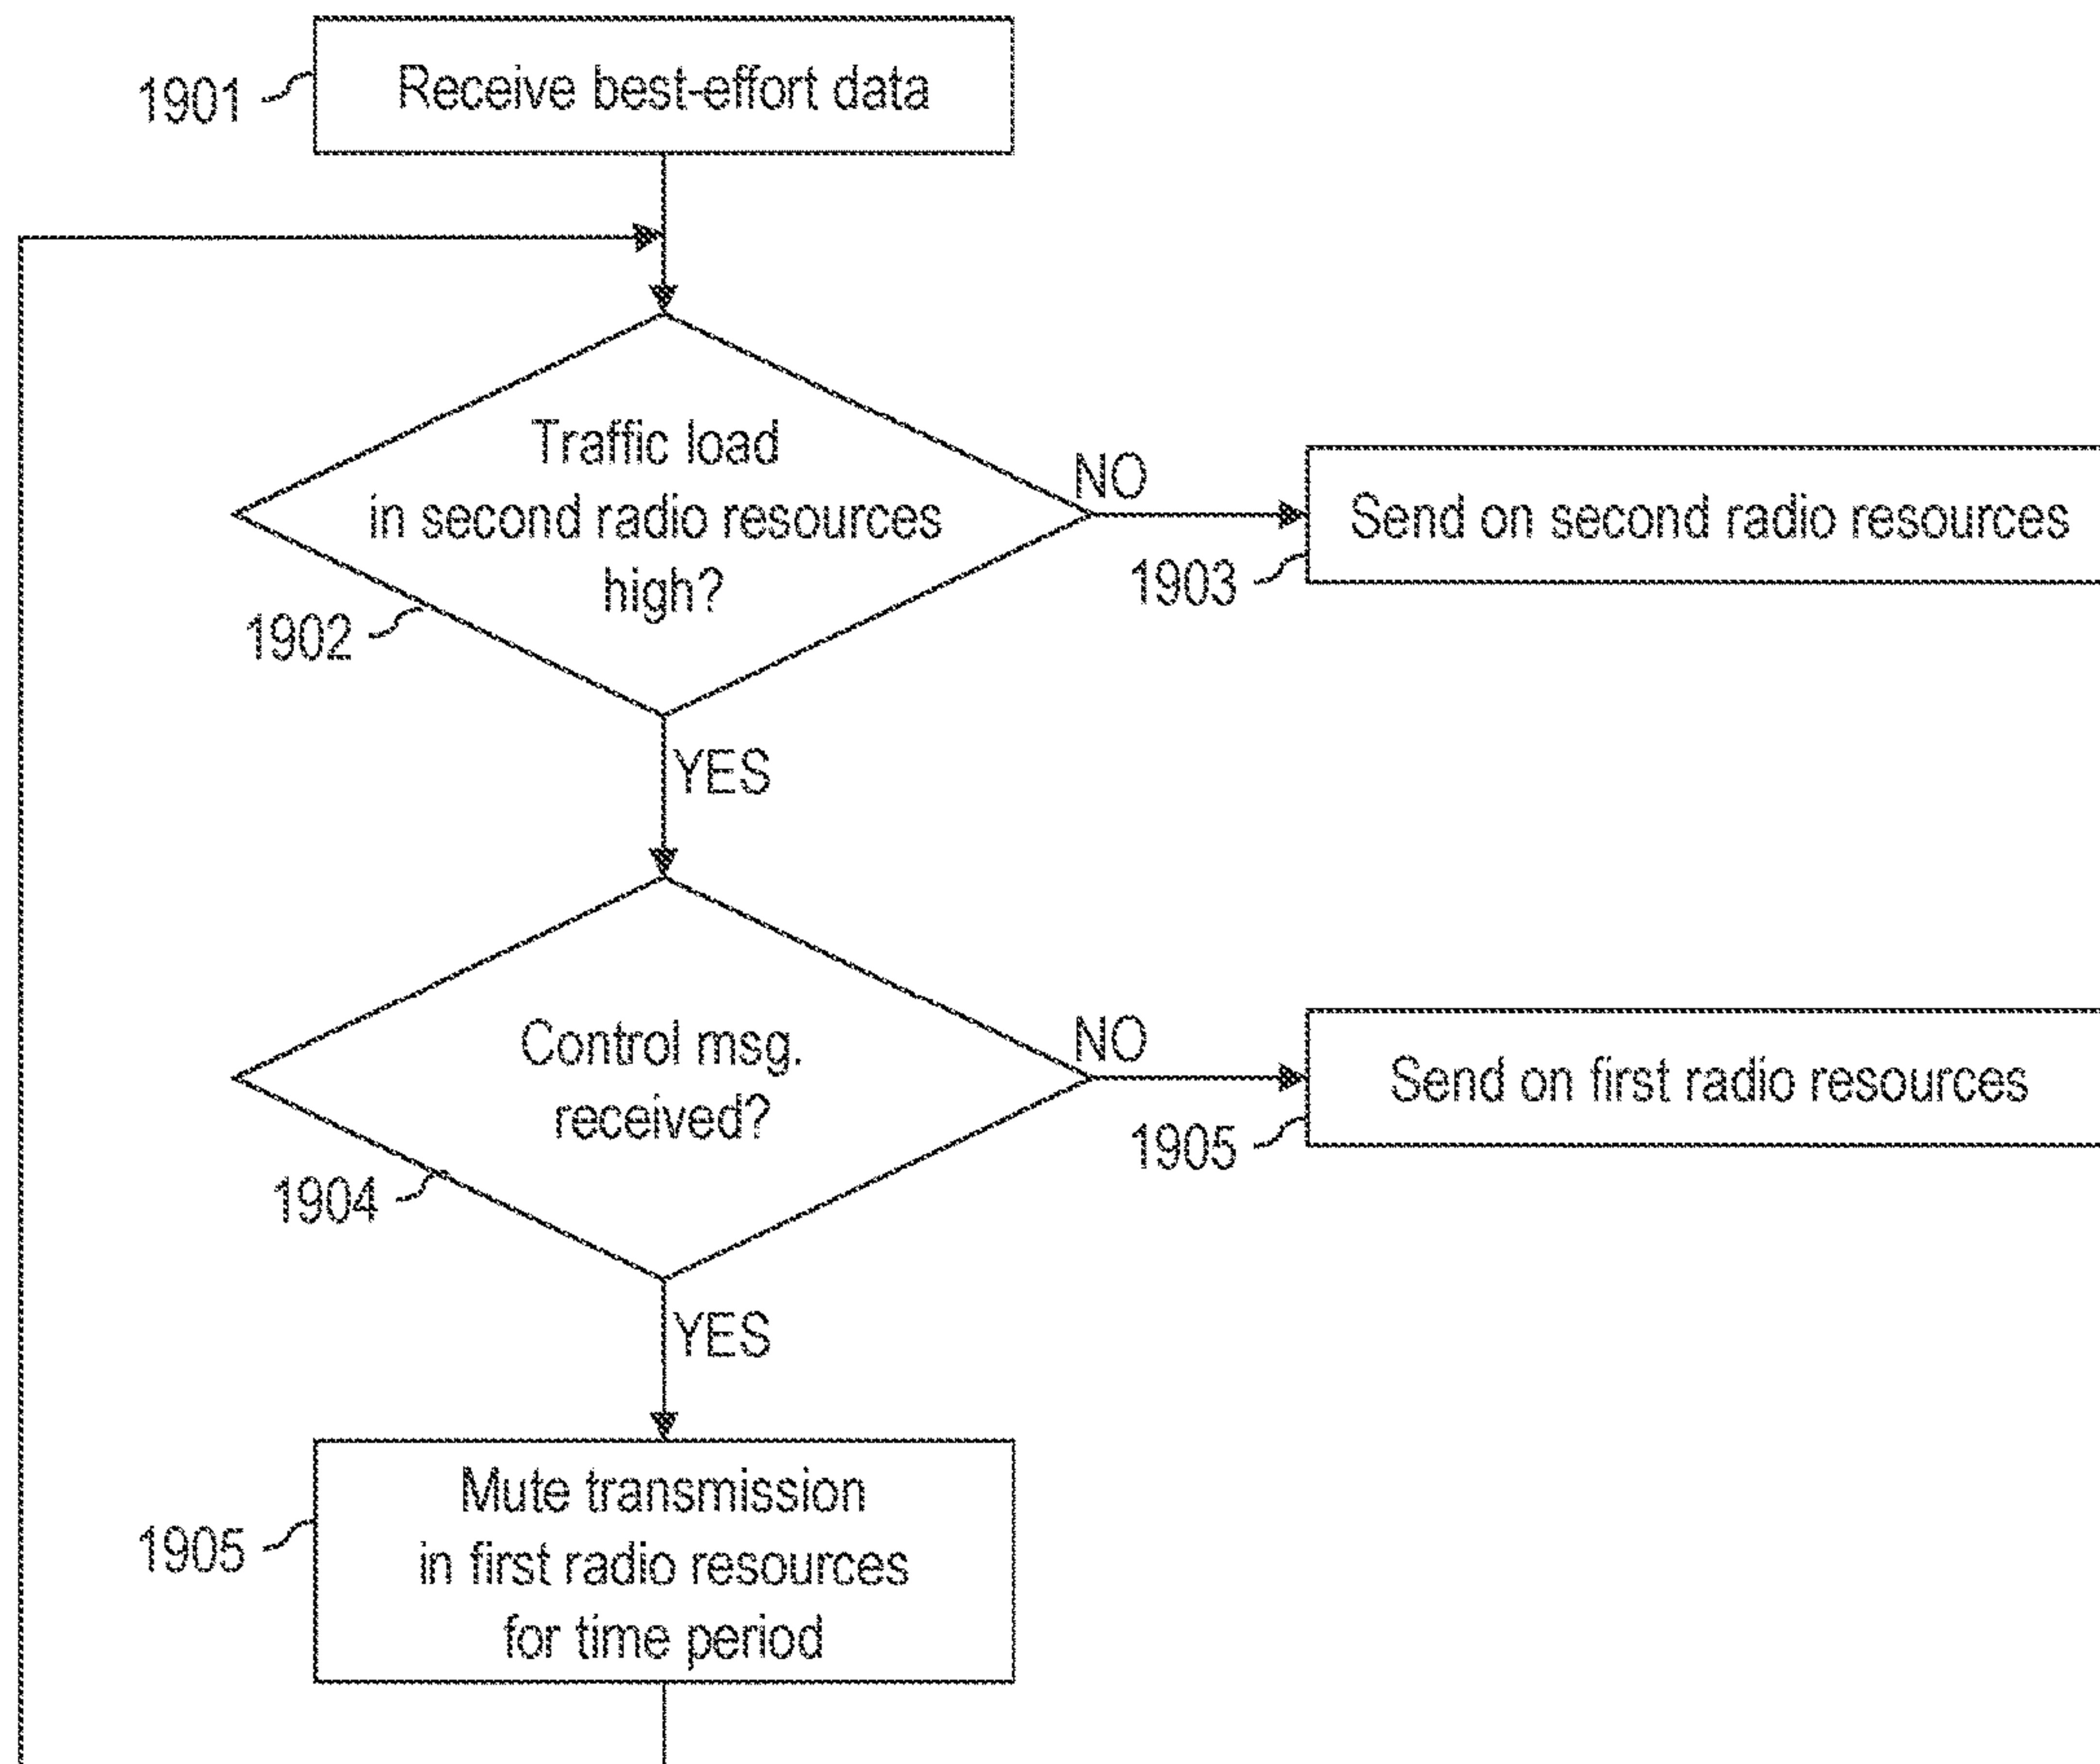 1901
Receive best-effort data
Traffic load
in second radio resources
high?
1902
NO
Send on second radio resources
1903
YES
Control msg.
received?
1904
NO
Send on first radio resources
1905
YES
Mute transmission
in first radio resources
for time period
1905